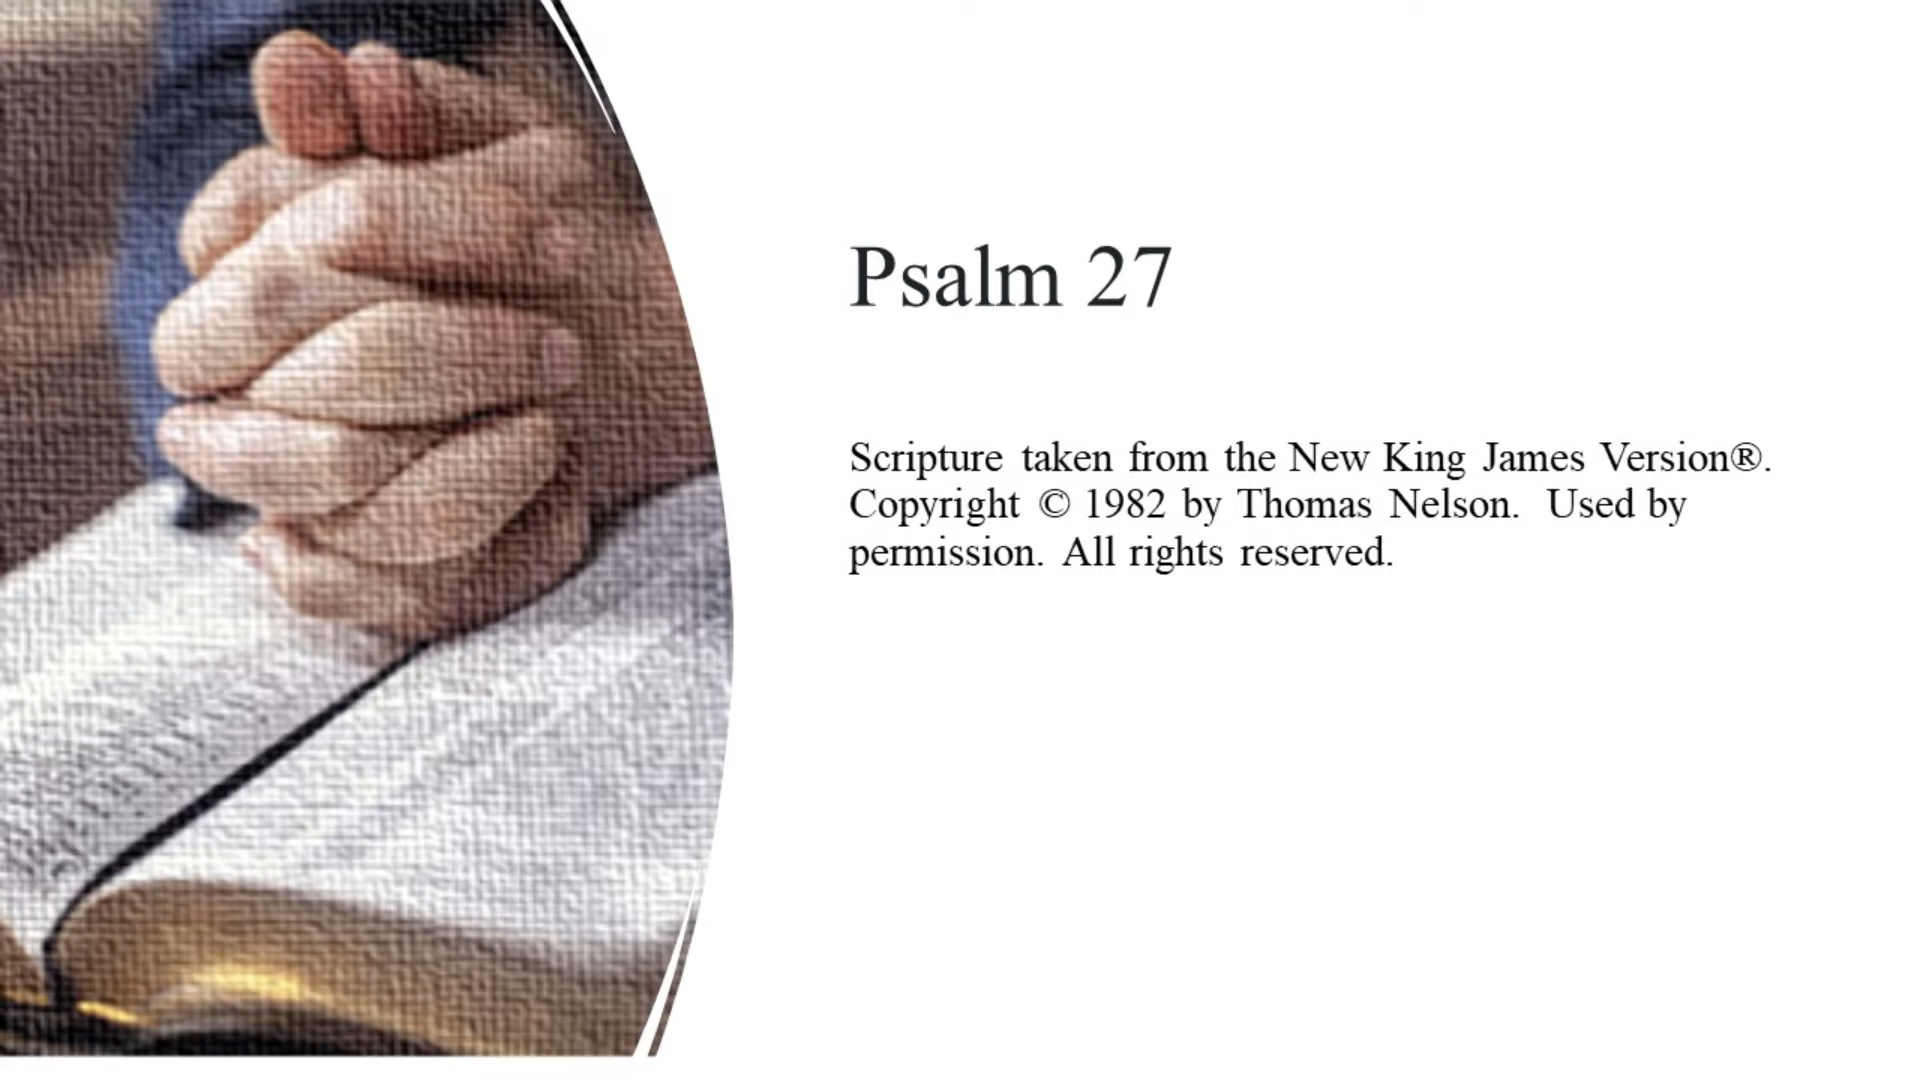 Psalm 27
Scripture taken from the New King James Version®.
Copyright © 1982 by Thomas Nelson. Used by
permission. All rights reserved.